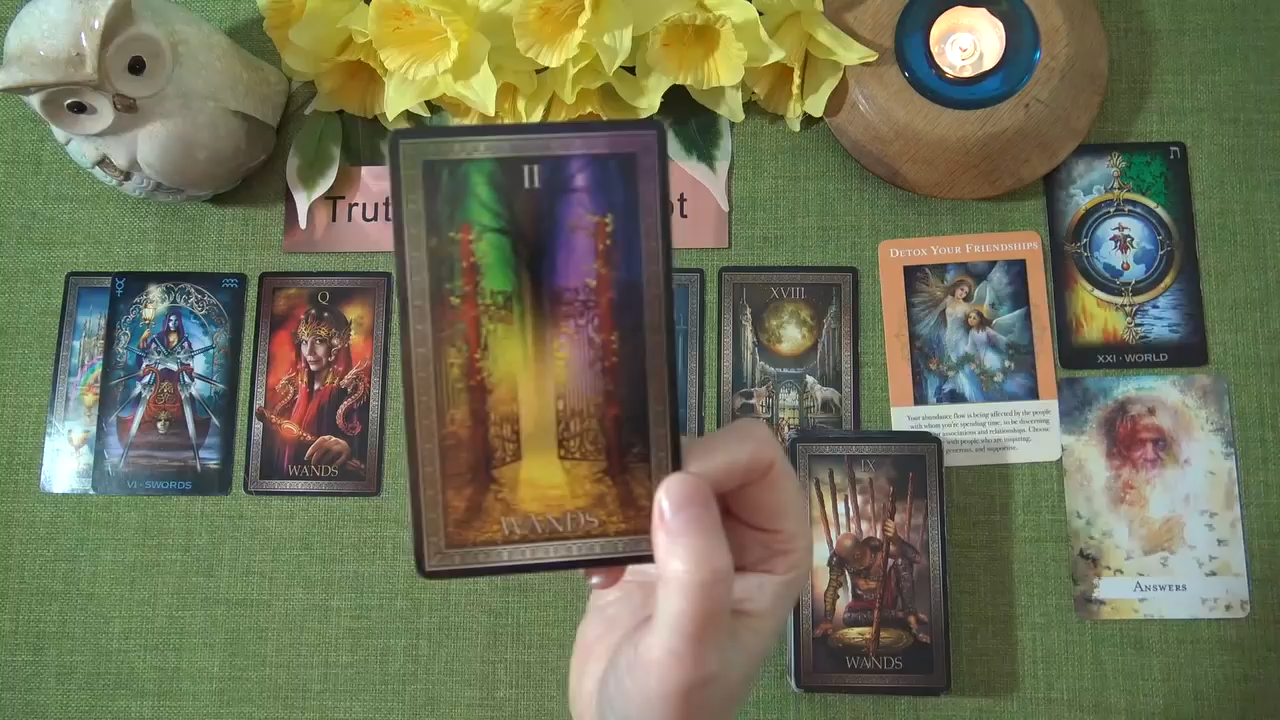 Trut
ot
II
WANDS
VI · SWORDS
Q
WANDS
XVIII
DETOX YOUR FRIENDSHIPS
Your abundance flow is being affected by the people
with whom you're spending time, so be discerning
associations and relationships. Choose
with people who are inspiring,
generous, and supportive.
ת
XXI · WORLD
IX
WANDS
ANSWERS